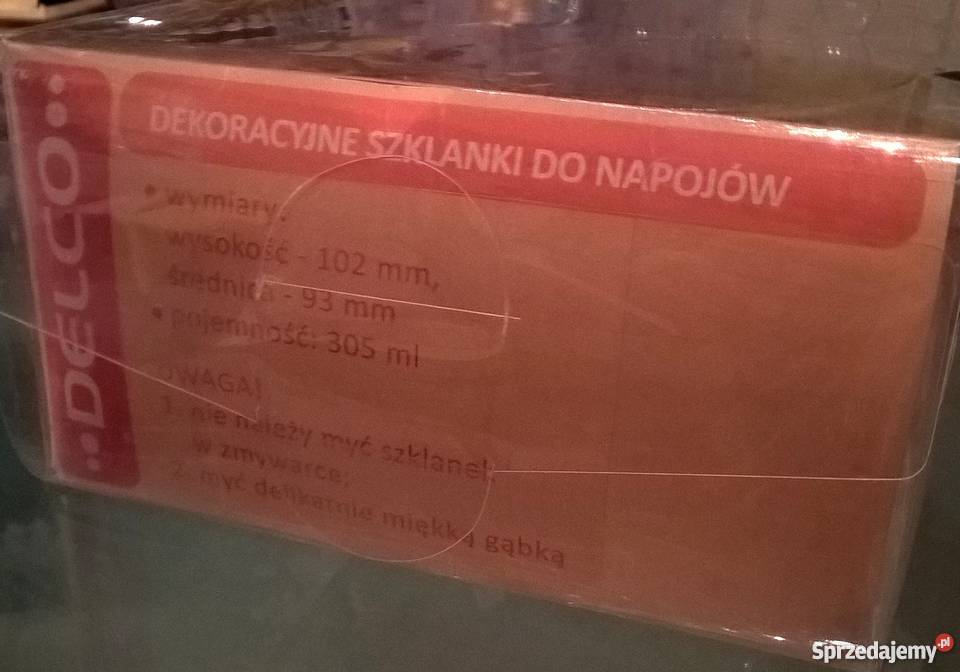 DELCO
DEKORACYJNE SZKLANKI DO NAPOJÓW
• wymiary:
wysokość - 102 mm,
średnica - 93 mm
• pojemność: 305 ml
UWAGA!
1. nie należy myć szklanek
w zmywarce;
2. myć delikatnie miękką gąbką
Sprzedajemy.pl